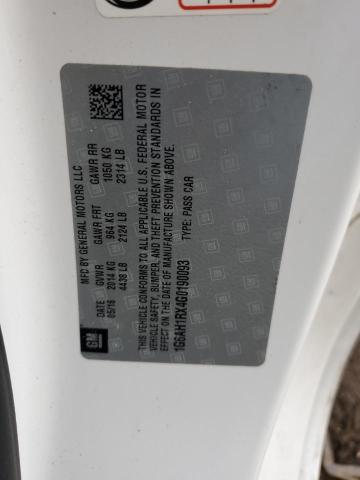 GM
MFD BY GENERAL MOTORS LLC
DATE GVWR GAWR FRT GAWR RR
05/16 2014 KG 964 KG 1050 KG
4438 LB 2124 LB 2314 LB
THIS VEHICLE CONFORMS TO ALL APPLICABLE U.S. FEDERAL MOTOR
VEHICLE SAFETY, BUMPER, AND THEFT PREVENTION STANDARDS IN
EFFECT ON THE DATE OF MANUFACTURE SHOWN ABOVE.
1G6AH1RX4G0190093 TYPE: PASS CAR